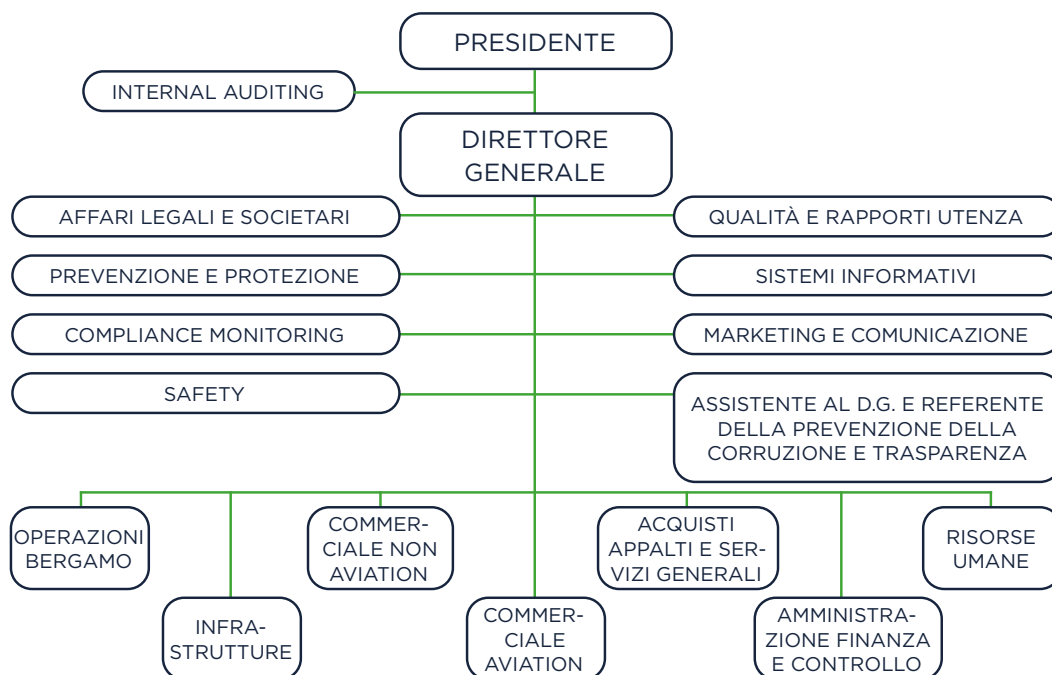 PRESIDENTE
INTERNAL AUDITING
DIRETTORE
GENERALE
AFFARI LEGALI E SOCIETARI
QUALITÀ E RAPPORTI UTENZA
PREVENZIONE E PROTEZIONE
SISTEMI INFORMATIVI
COMPLIANCE MONITORING
MARKETING E COMUNICAZIONE
SAFETY
ASSISTENTE AL D.G. E REFERENTE
DELLA PREVENZIONE DELLA
CORRUZIONE E TRASPARENZA
OPERAZIONI
BERGAMO
COMMER-
CIALE NON
AVIATION
ACQUISTI
APPALTI E SER-
VIZI GENERALI
RISORSE
UMANE
INFRA-
STRUTTURE
COMMER-
CIALE
AVIATION
AMMINISTRA-
ZIONE FINANZA
E CONTROLLO